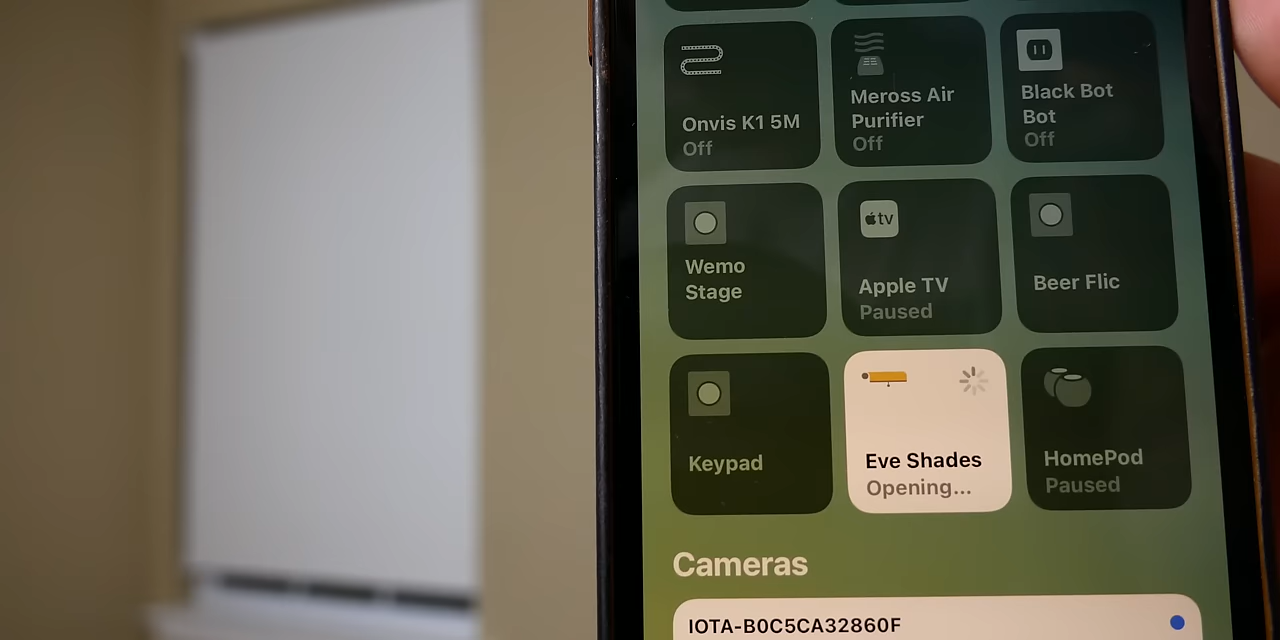 Onvis K1 5M
Off
Meross Air
Purifier
Off
Black Bot
Bot
Off
Wemo
Stage
tv
Apple TV
Paused
Beer Flic
Keypad
Eve Shades
Opening...
HomePod
Paused
Cameras
IOTA-B0C5CA32860F